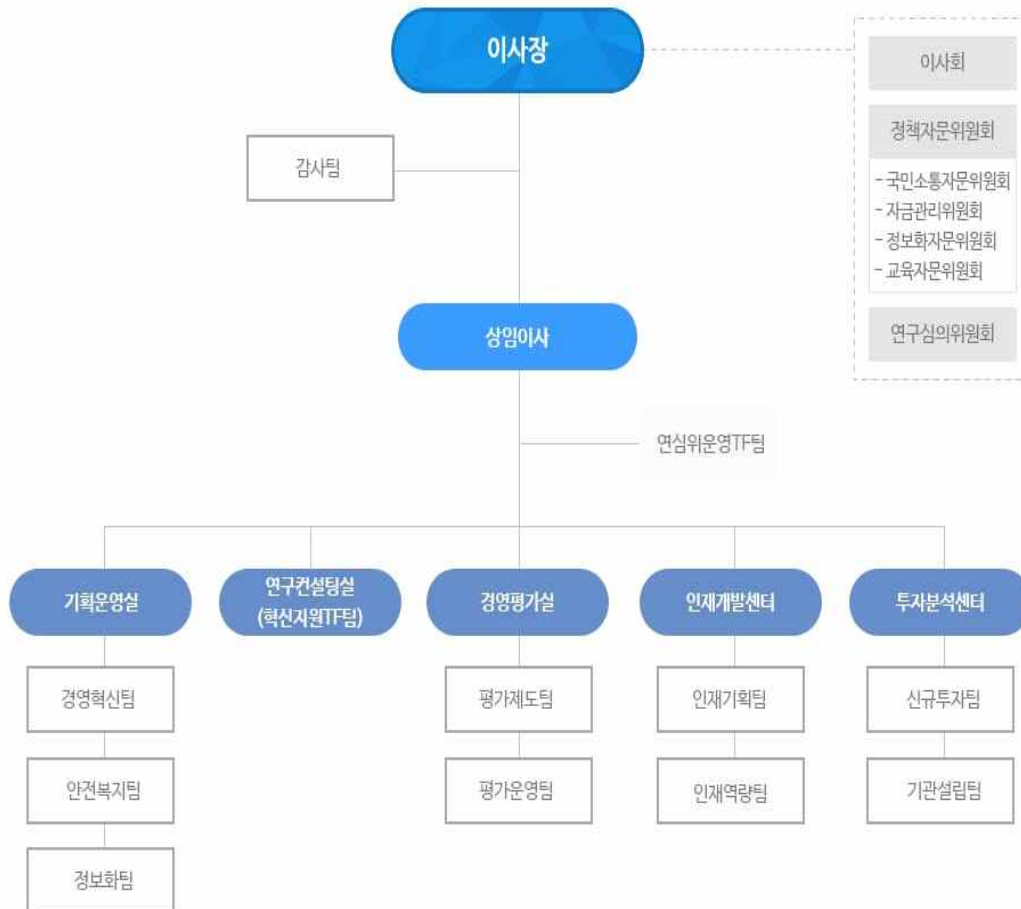 이사장
이사회
정책자문위원회
- 국민소통자문위원회
- 자금관리위원회
- 정보화자문위원회
- 교육자문위원회
연구심의위원회
감사팀
상임이사
연심위운영TF팀
기획운영실
연구컨설팅실
(혁신지원TF팀)
경영평가실
인재개발센터
투자분석센터
경영혁신팀
평가제도팀
인재기획팀
신규투자팀
안전복지팀
평가운영팀
인재역량팀
기관설립팀
정보화팀